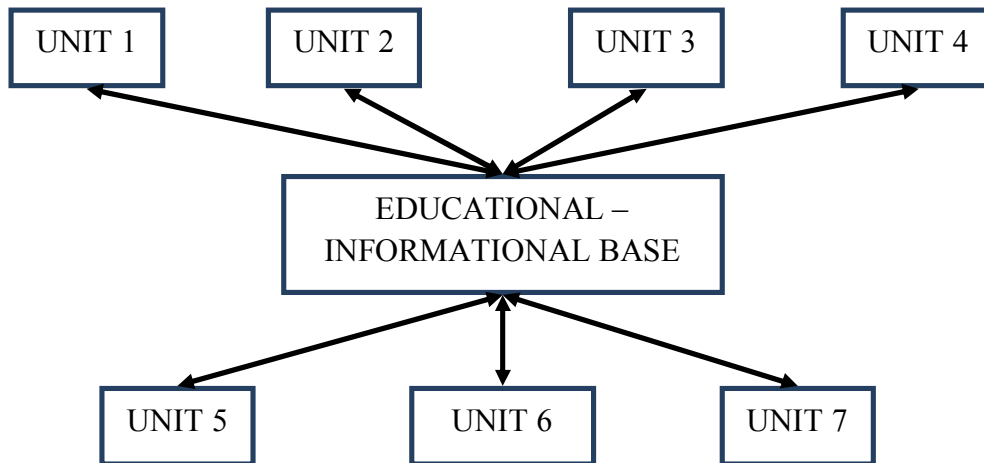 UNIT 1
UNIT 2
UNIT 3
UNIT 4
EDUCATIONAL –
INFORMATIONAL BASE
UNIT 5
UNIT 6
UNIT 7